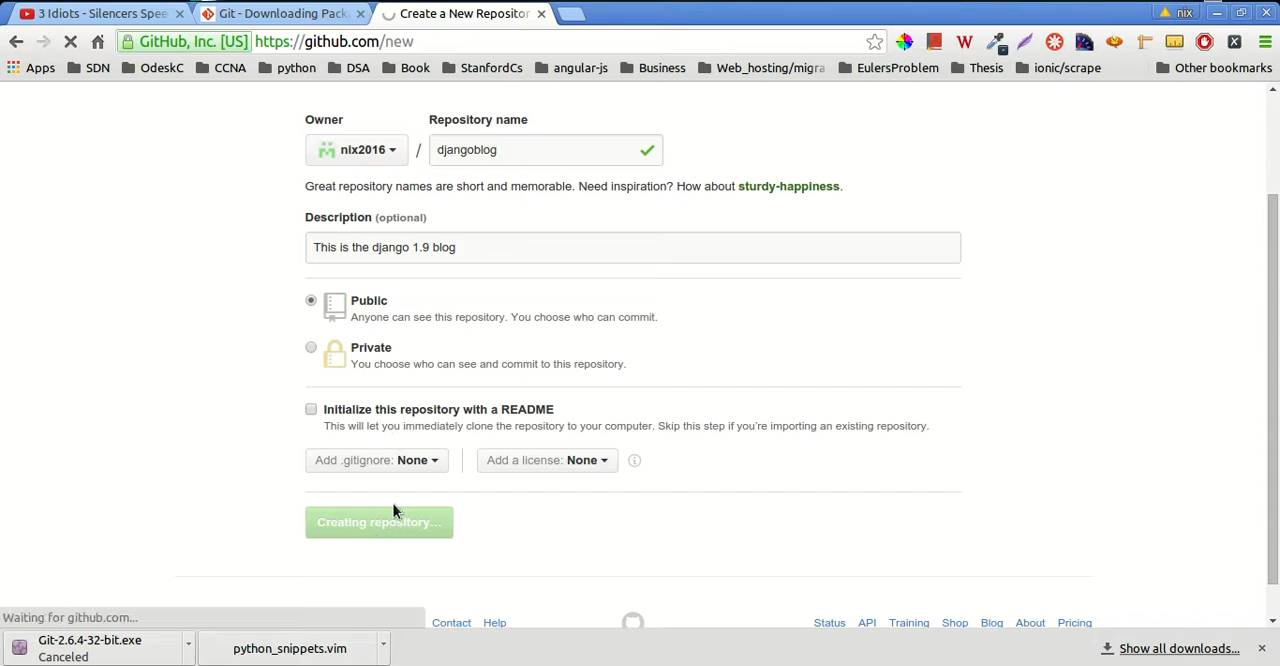 3 Idiots - Silencers Spee
Git - Downloading Pack
Create a New Repositor
nix
GitHub, Inc. [US]
https://github.com/new
Apps
SDN
OdeskC
CCNA
python
DSA
Book
StanfordCs
angular-js
Business
Web_hosting/migra
EulersProblem
Thesis
ionic/scrape
Other bookmarks
Owner
Repository name
nix2016 / djangoblog
Great repository names are short and memorable. Need inspiration? How about sturdy-happiness.
Description (optional)
This is the django 1.9 blog
Public
Anyone can see this repository. You choose who can commit.
Private
You choose who can see and commit to this repository.
Initialize this repository with a README
This will let you immediately clone the repository to your computer. Skip this step if you're importing an existing repository.
Add .gitignore: None
Add a license: None
Creating repository...
Waiting for github.com...
Contact Help
Status API Training Shop Blog About Pricing
Git-2.6.4-32-bit.exe
Canceled
python_snippets.vim
Show all downloads...